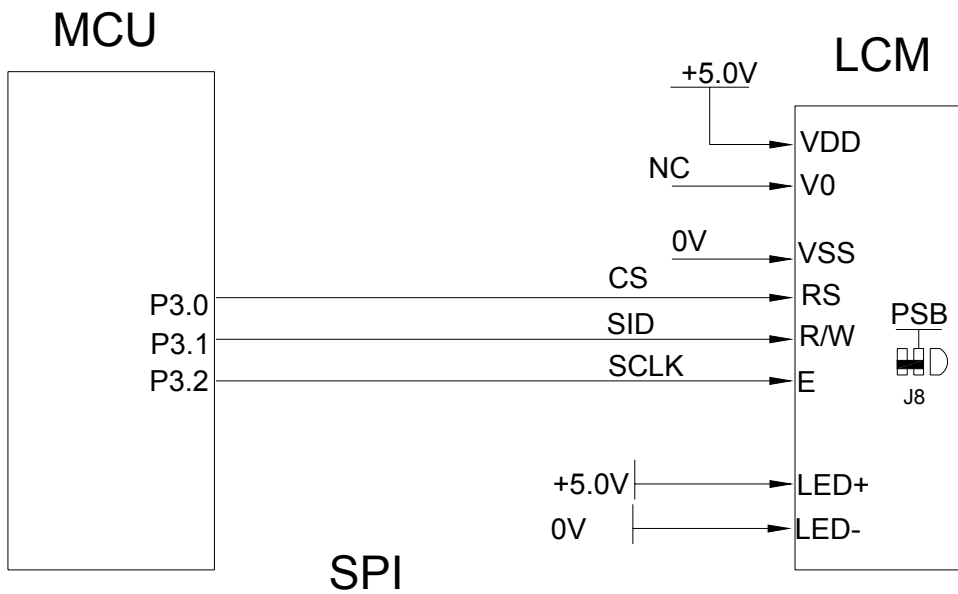 MCU
LCM
+5.0V
VDD
NC
V0
0V
VSS
CS
P3.0
RS
PSB
SID
P3.1
R/W
SCLK
P3.2
E
J8
+5.0V
LED+
0V
LED-
SPI